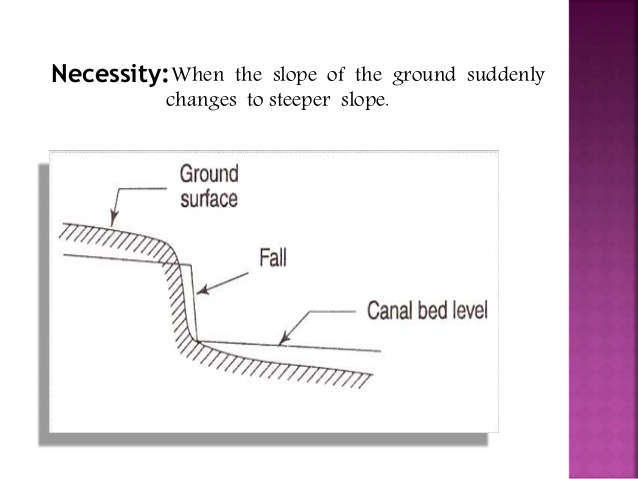 Necessity: When the slope of the ground suddenly
changes to steeper slope.
Ground
surface
Fall
Canal bed level